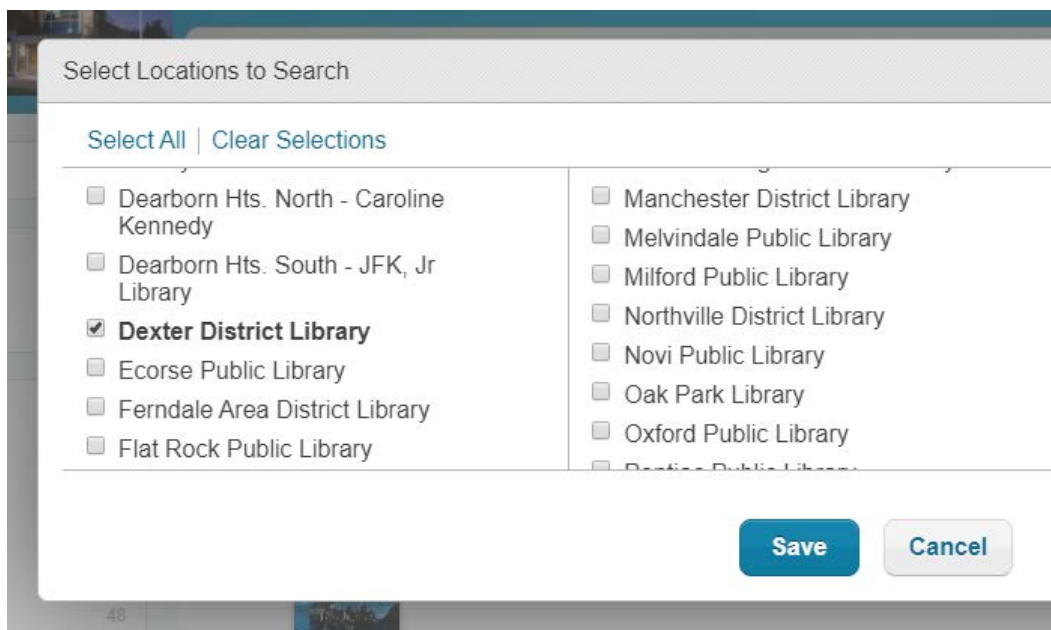 Select Locations to Search
Select All | Clear Selections
Dearborn Hts. North - Caroline
Kennedy
Dearborn Hts. South - JFK, Jr
Library
Dexter District Library
Ecorse Public Library
Ferndale Area District Library
Flat Rock Public Library
Manchester District Library
Melvindale Public Library
Milford Public Library
Northville District Library
Novi Public Library
Oak Park Library
Oxford Public Library
Pontiac Public Library
Save
Cancel
48